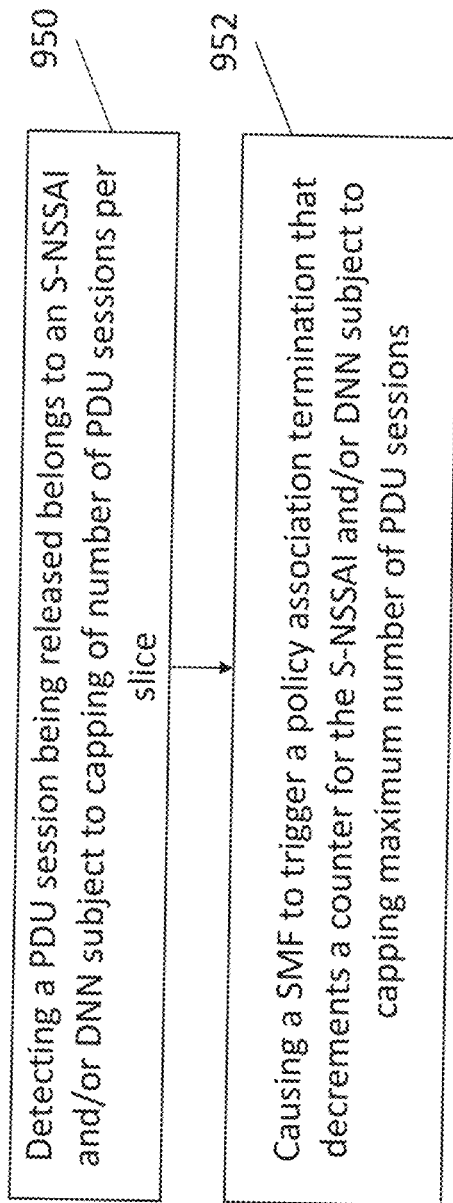 Detecting a PDU session being released belongs to an S-NSSAI
and/or DNN subject to capping of number of PDU sessions per
slice
950
Causing a SMF to trigger a policy association termination that
decrements a counter for the S-NSSAI and/or DNN subject to
capping maximum number of PDU sessions
952